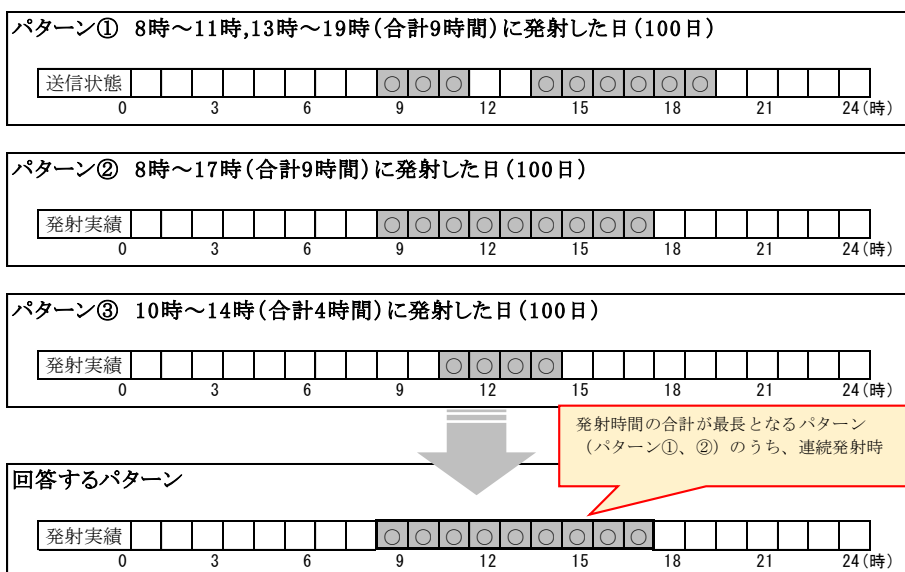 パターン① 8時～11時,13時～19時(合計9時間)に発射した日(100日)
送信状態 ○ ○ ○ ○ ○ ○ ○ ○ ○
0 3 6 9 12 15 18 21 24(時)
パターン② 8時～17時(合計9時間)に発射した日(100日)
発射実績 ○ ○ ○ ○ ○ ○ ○ ○ ○
0 3 6 9 12 15 18 21 24(時)
パターン③ 10時～14時(合計4時間)に発射した日(100日)
発射実績 ○ ○ ○ ○
0 3 6 9 12 15 18 21 24(時)
発射時間の合計が最長となるパターン
(パターン①、②)のうち、連続発射時
回答するパターン
発射実績 ○ ○ ○ ○ ○ ○ ○ ○ ○
0 3 6 9 12 15 18 21 24(時)